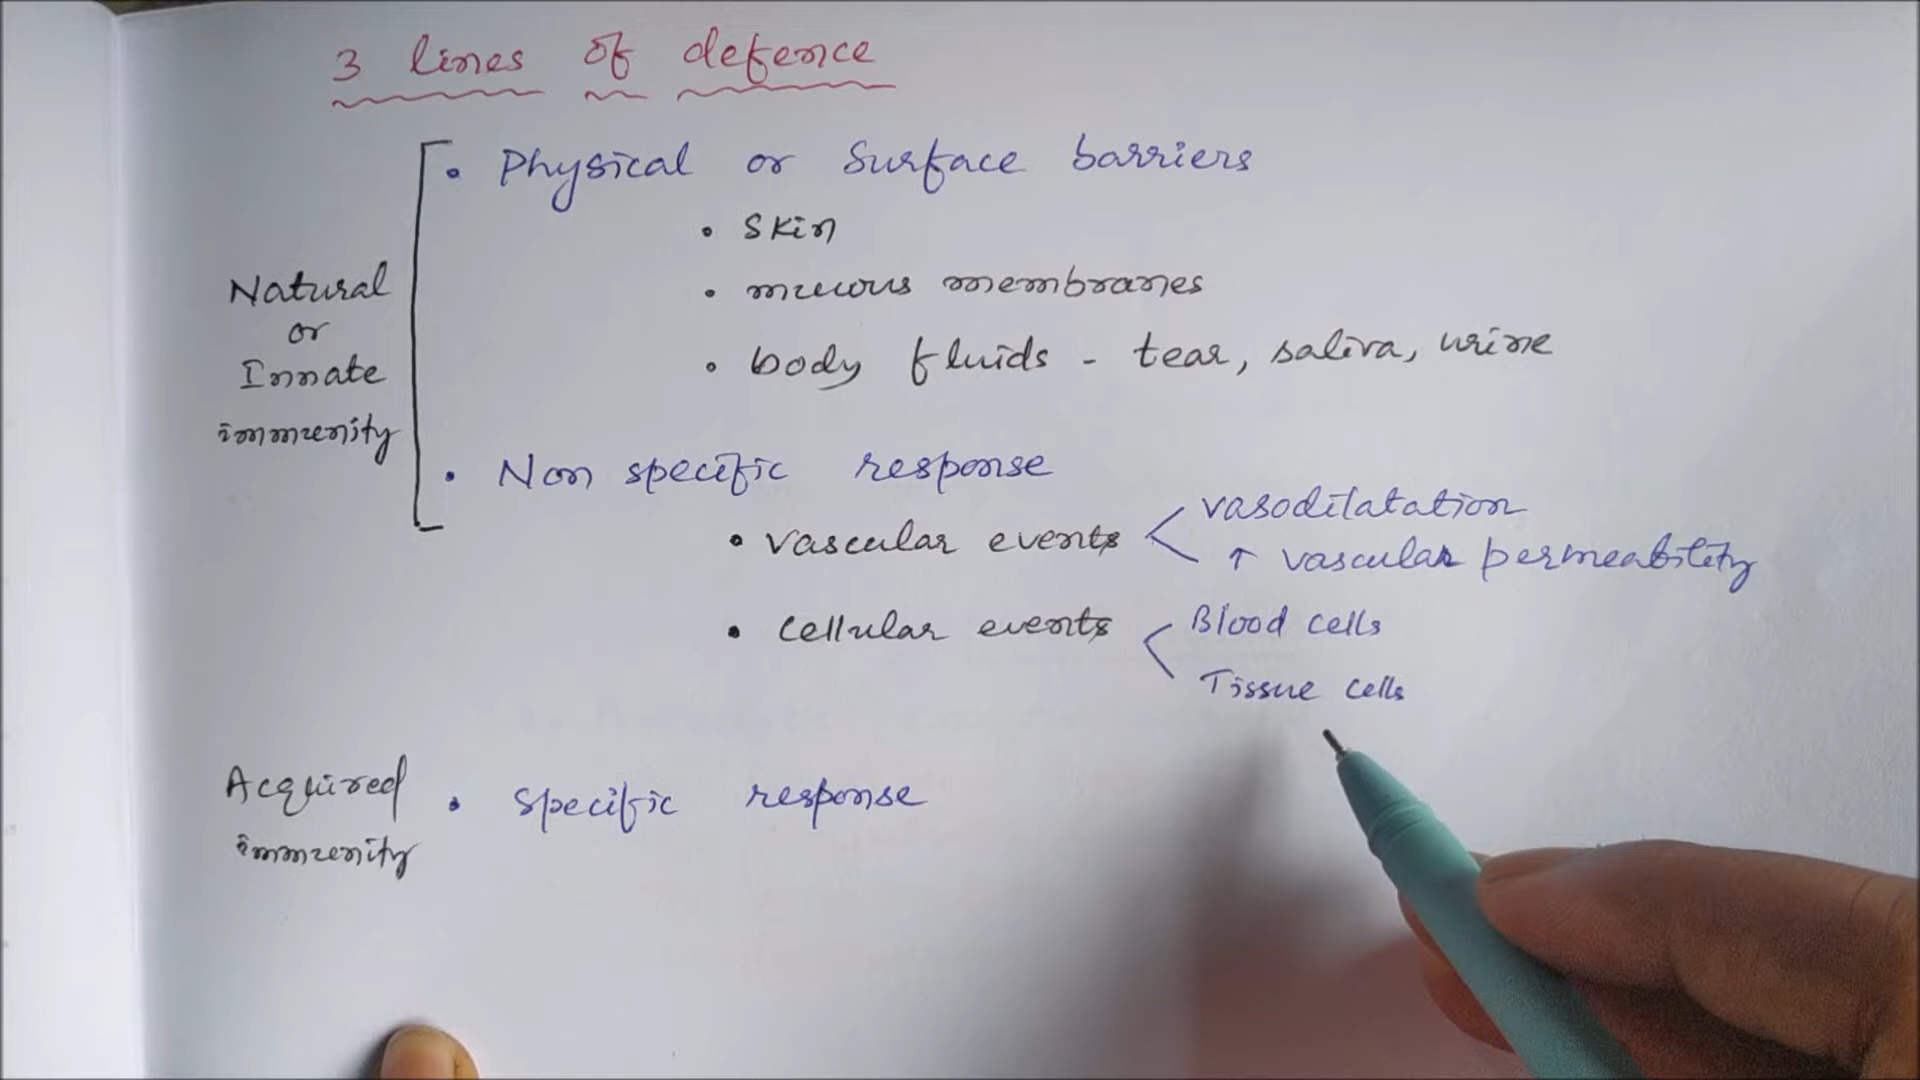 3 lines of defence
• Physical or Surface barriers
• Skin
• mucous membranes
• body fluids - tear, saliva, urine
Natural
or
Innate
immunity
• Non specific response
• vascular events < vasodilatation
↑ vascular permeability
• cellular events < Blood cells
Tissue cells
Acquired
immunity
• Specific response